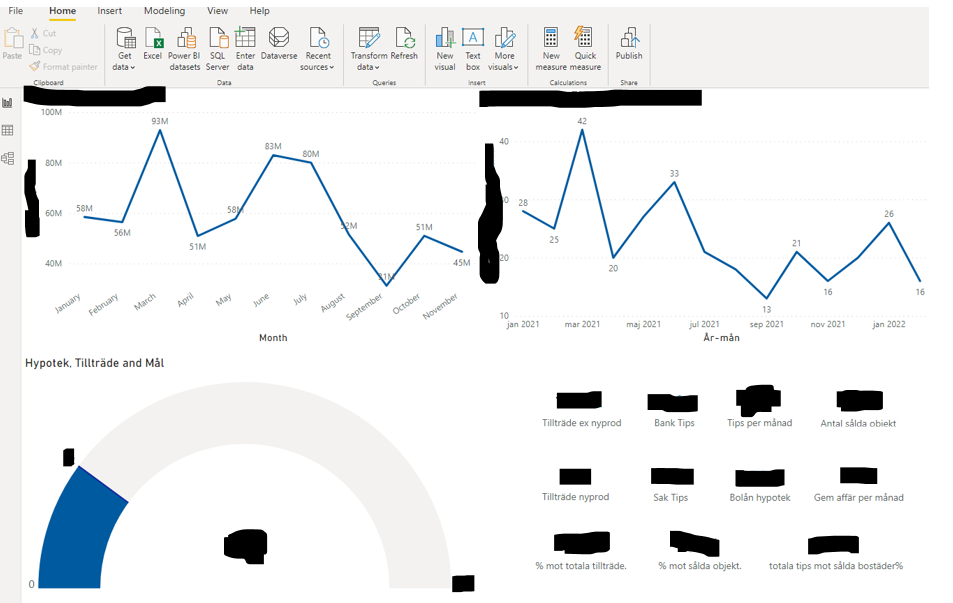 File Home Insert Modeling View Help
Paste
Cut
Copy
Format painter
Clipboard
Get data
Excel
Power BI datasets
SQL Server
Enter data
Dataverse
Recent sources
Data
Transform data
Refresh
Queries
New visual
Text box
More visuals
Insert
New measure
Quick measure
Calculations
Publish
Share
100M
80M
60M
40M
58M
56M
93M
51M
58M
83M
80M
52M
31M
51M
45M
January
February
March
April
May
June
July
August
September
October
November
Month
40
20
10
28
25
42
20
33
13
21
16
26
16
jan 2021
mar 2021
maj 2021
jul 2021
sep 2021
nov 2021
jan 2022
År-mån
Hypotek, Tillträde and Mål
0
Tillträde ex nyprod
Bank Tips
Tips per månad
Antal sålda objekt
Tillträde nyprod
Sak Tips
Bolån hypotek
Gem affär per månad
% mot totala tillträde.
% mot sålda objekt.
totala tips mot sålda bostäder%